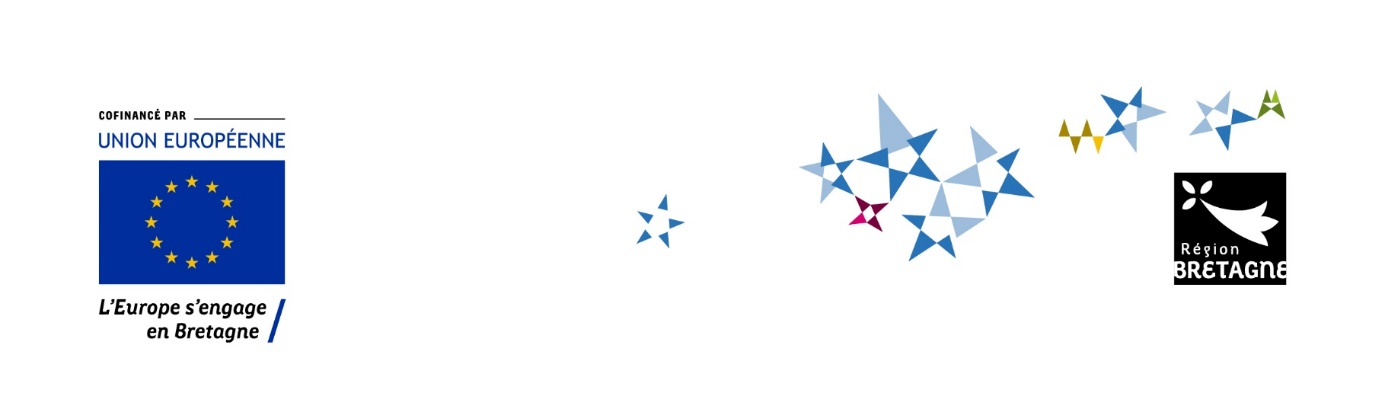 COFINANCÉ PAR
UNION EUROPÉENNE
L'Europe s'engage
en Bretagne
Région
BRETAGNE